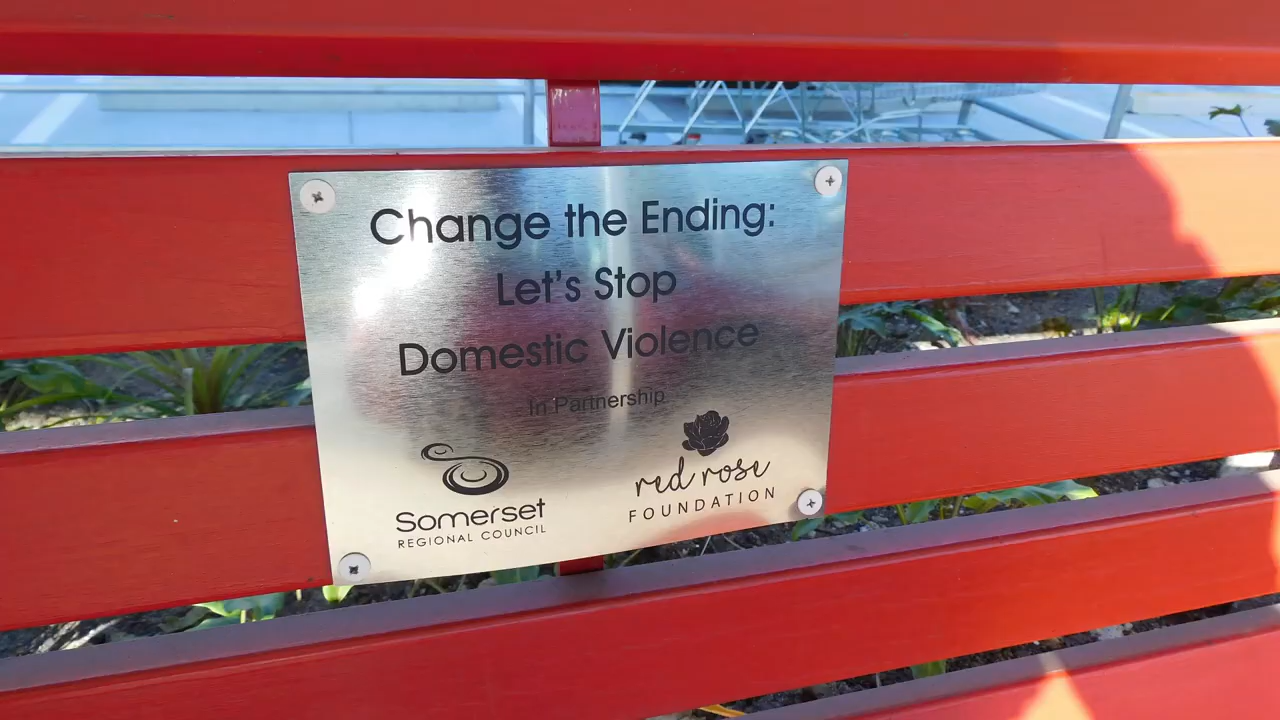 Change the Ending:
Let's Stop
Domestic Violence
In Partnership
Somerset
REGIONAL COUNCIL
red rose
FOUNDATION